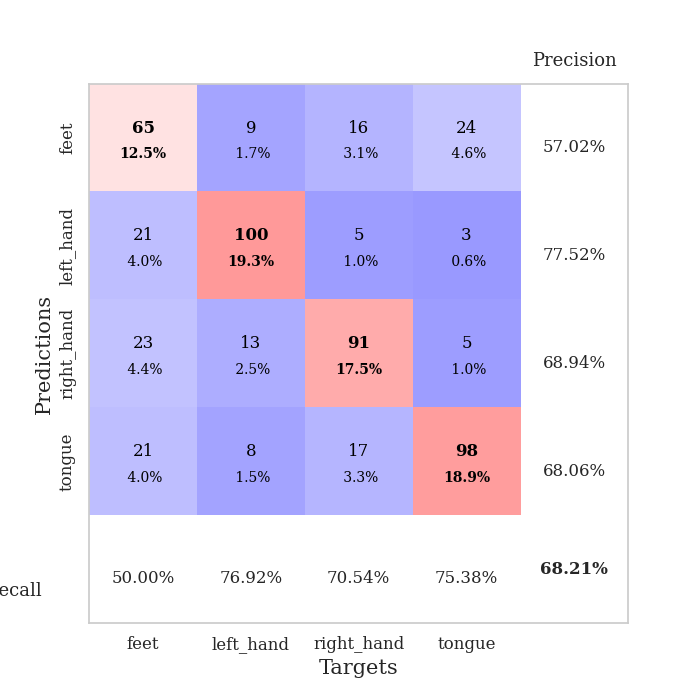 Precision
feet 65 9 16 24 57.02%
12.5% 1.7% 3.1% 4.6%
left_hand 21 100 5 3 77.52%
4.0% 19.3% 1.0% 0.6%
Predictions
right_hand 23 13 91 5 68.94%
4.4% 2.5% 17.5% 1.0%
tongue 21 8 17 98 68.06%
4.0% 1.5% 3.3% 18.9%
ecall 50.00% 76.92% 70.54% 75.38% 68.21%
feet left_hand right_hand tongue
Targets